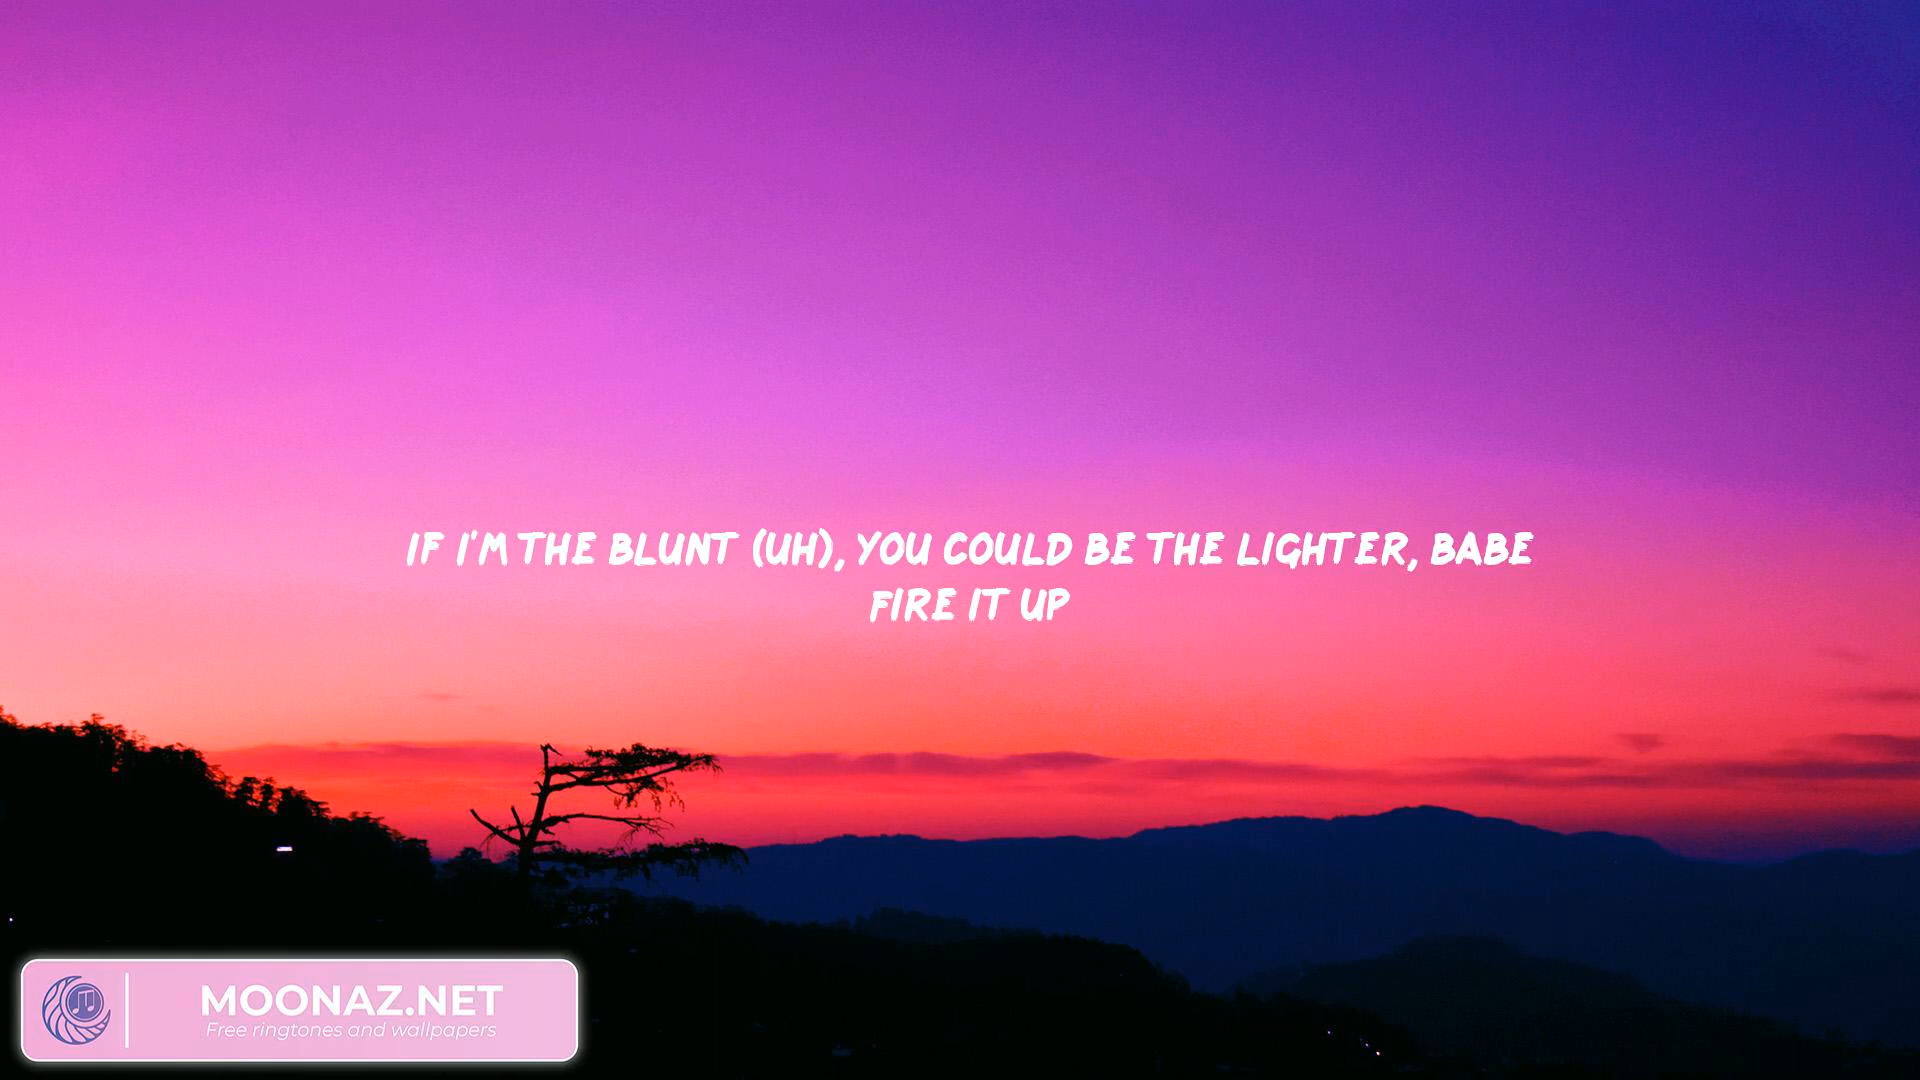 IF I'M THE BLUNT (UH), YOU COULD BE THE LIGHTER, BABE
FIRE IT UP
MOONAZ.NET
Free ringtones and wallpapers